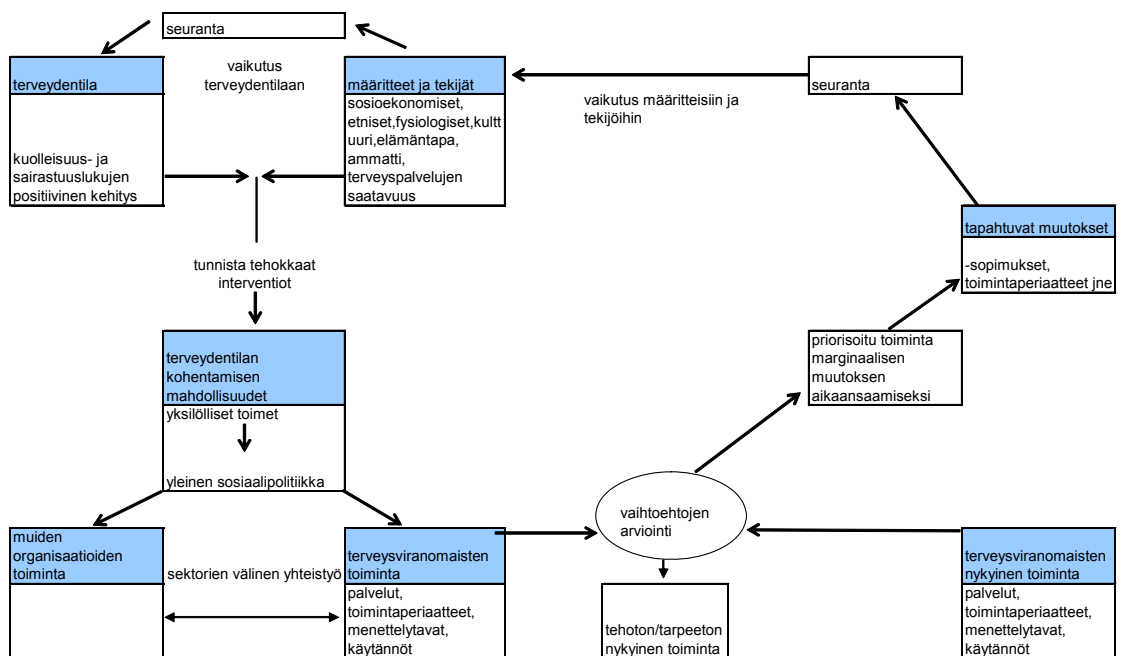 seuranta
terveydentila
kuolleisuus- ja
sairastuuslukujen
positiivinen kehitys
vaikutus
terveydentilaan
määritteet ja tekijät
sosioekonomiset,
etniset,fysiologiset,kultt
uuri,elämäntapa,
ammatti,
terveyspalvelujen
saatavuus
vaikutus määritteisiin ja
tekijöihin
seuranta
tapahtuvat muutokset
-sopimukset,
toimintaperiaatteet jne
tunnista tehokkaat
interventiot
terveydentilan
kohentamisen
mahdollisuudet
yksilölliset toimet
yleinen sosiaalipolitiikka
priorisoitu toiminta
marginaalisen
muutoksen
aikaansaamiseksi
muiden
organisaatioiden
toiminta
sektorien välinen yhteistyö
terveysviranomaisten
toiminta
palvelut,
toimintaperiaatteet,
menettelytavat,
käytännöt
vaihtoehtojen
arviointi
tehoton/tarpeeton
nykyinen toiminta
terveysviranomaisten
nykyinen toiminta
palvelut,
toimintaperiaatteet,
menettelytavat,
käytännöt